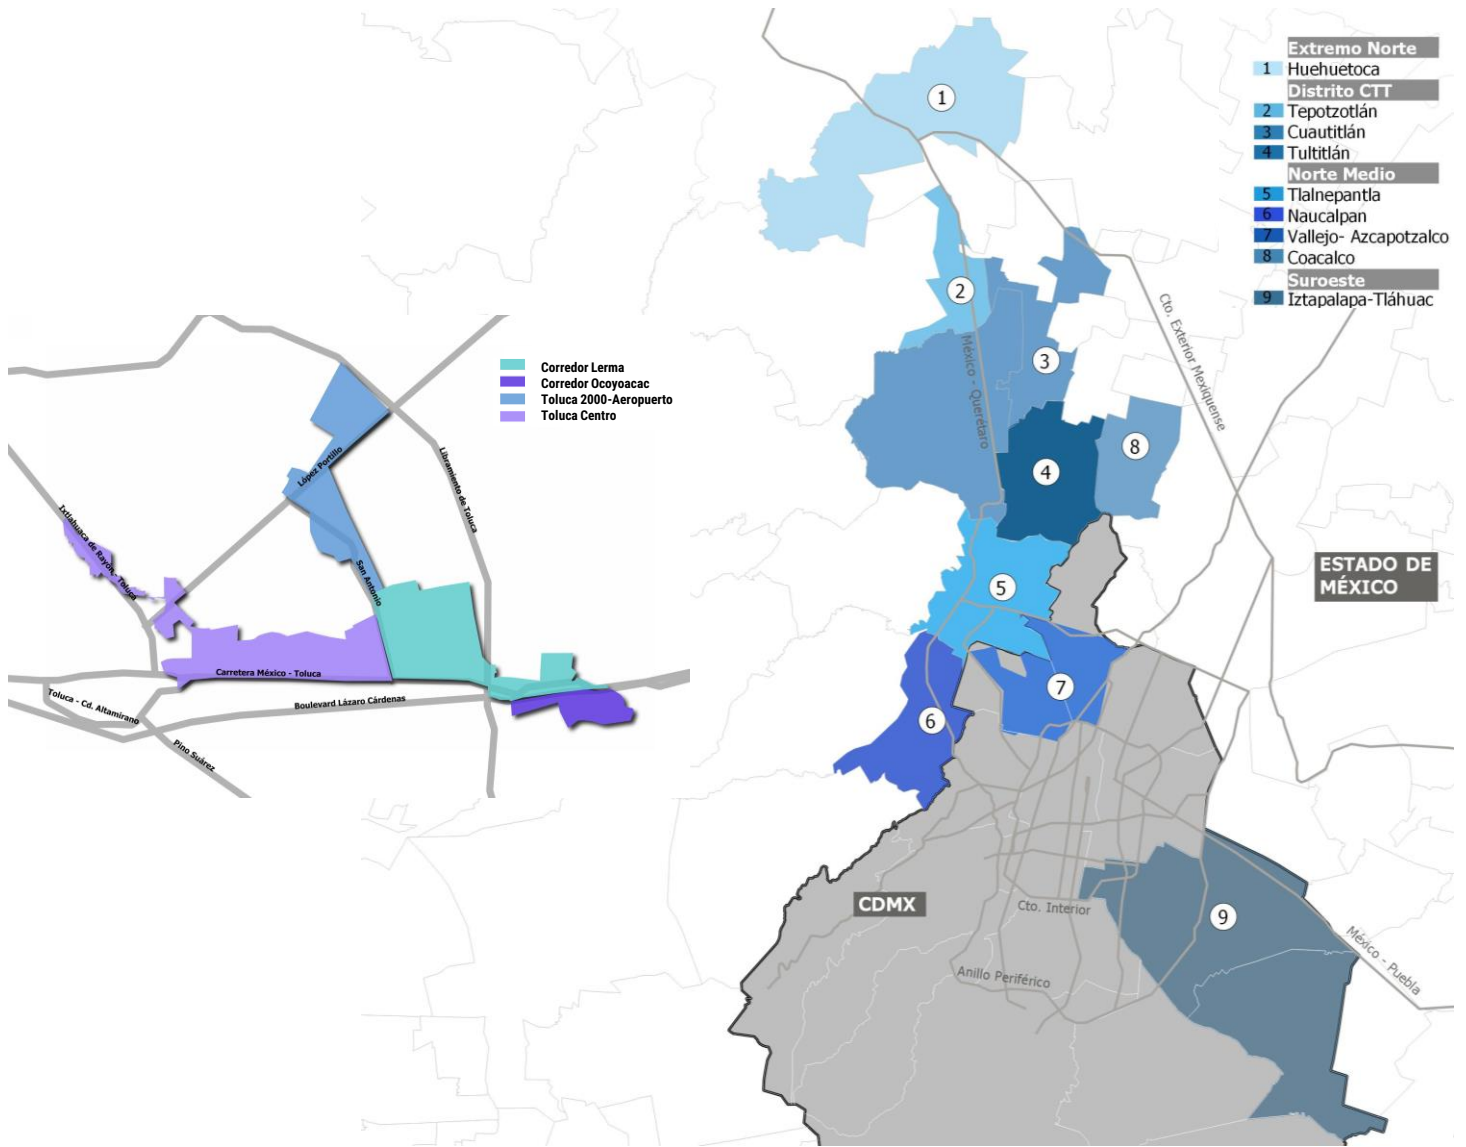 Extremo Norte
1 Huehuetoca
Distrito CTT
2 Tepotzotlán
3 Cuautitlán
4 Tultitlán
Norte Medio
5 Tlalnepantla
6 Naucalpan
7 Vallejo- Azcapotzalco
8 Coacalco
Suroeste
9 Iztapalapa-Tláhuac
1
2
3
4
5
6
7
8
9
México - Querétaro
Cto. Exterior Mexiquense
ESTADO DE
MÉXICO
CDMX
Cto. Interior
Anillo Periférico
México - Puebla
Corredor Lerma
Corredor Ocoyoacac
Toluca 2000-Aeropuerto
Toluca Centro
López Portillo
Libramiento de Toluca
Ixtlahuaca de Rayón - Toluca
San Antonio
Carretera México - Toluca
Boulevard Lázaro Cárdenas
Toluca - Cd. Altamirano
Pino Suárez